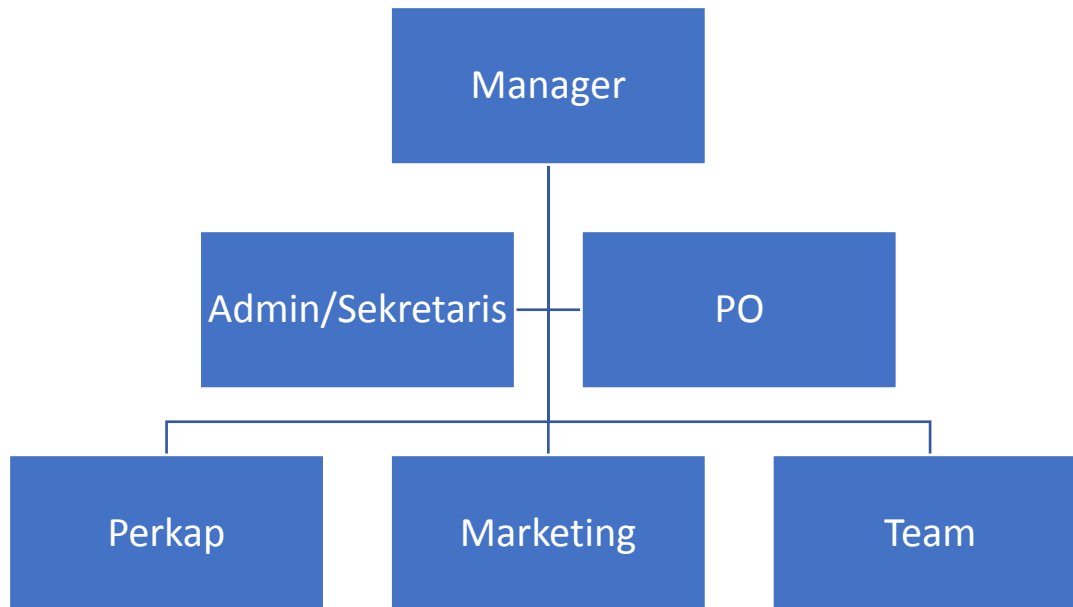 Manager
Admin/Sekretaris
PO
Perkap
Marketing
Team